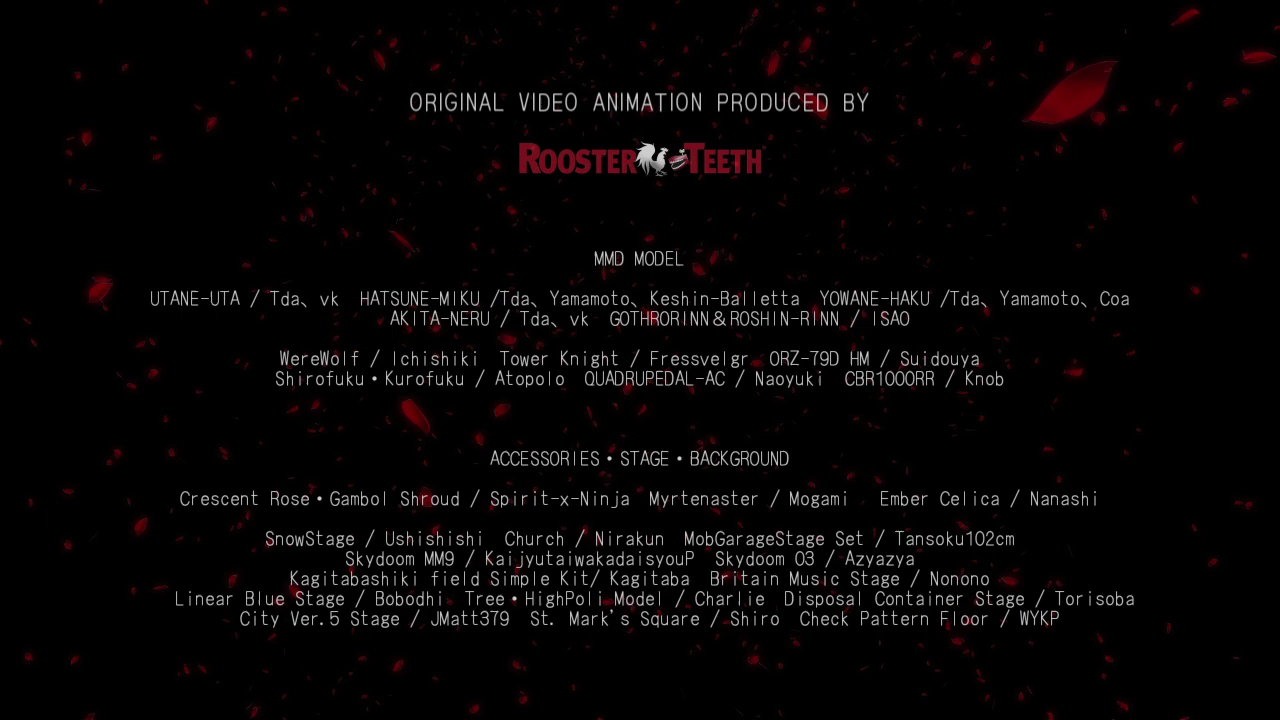 ORIGINAL VIDEO ANIMATION PRODUCED BY
ROOSTER TEETH
MMD MODEL
UTANE-UTA / Tda、vk  HATSUNE-MIKU /Tda、Yamamoto、Keshin-Balletta  YOWANE-HAKU /Tda、Yamamoto、Coa
AKITA-NERU / Tda、vk  GOTHRORINN＆ROSHIN-RINN / ISAO
WereWolf / Ichishiki  Tower Knight / Fressvelgr  ORZ-79D HM / Suidouya
Shirofuku・Kurofuku / Atopolo  QUADRUPEDAL-AC / Naoyuki  CBR1000RR / Knob
ACCESSORIES・STAGE・BACKGROUND
Crescent Rose・Gambol Shroud / Spirit-x-Ninja  Myrtenaster / Mogami  Ember Celica / Nanashi
SnowStage / Ushishishi  Church / Nirakun  MobGarageStage Set / Tansoku102cm
Skydoom MM9 / KaijyutaiwakadaisyouP  Skydoom 03 / Azyazya
Kagitabashiki field Simple Kit/ Kagitaba  Britain Music Stage / Nonono
Linear Blue Stage / Bobodhi  Tree・HighPoli Model / Charlie  Disposal Container Stage / Torisoba
City Ver.5 Stage / JMatt379  St. Mark's Square / Shiro  Check Pattern Floor / WYKP